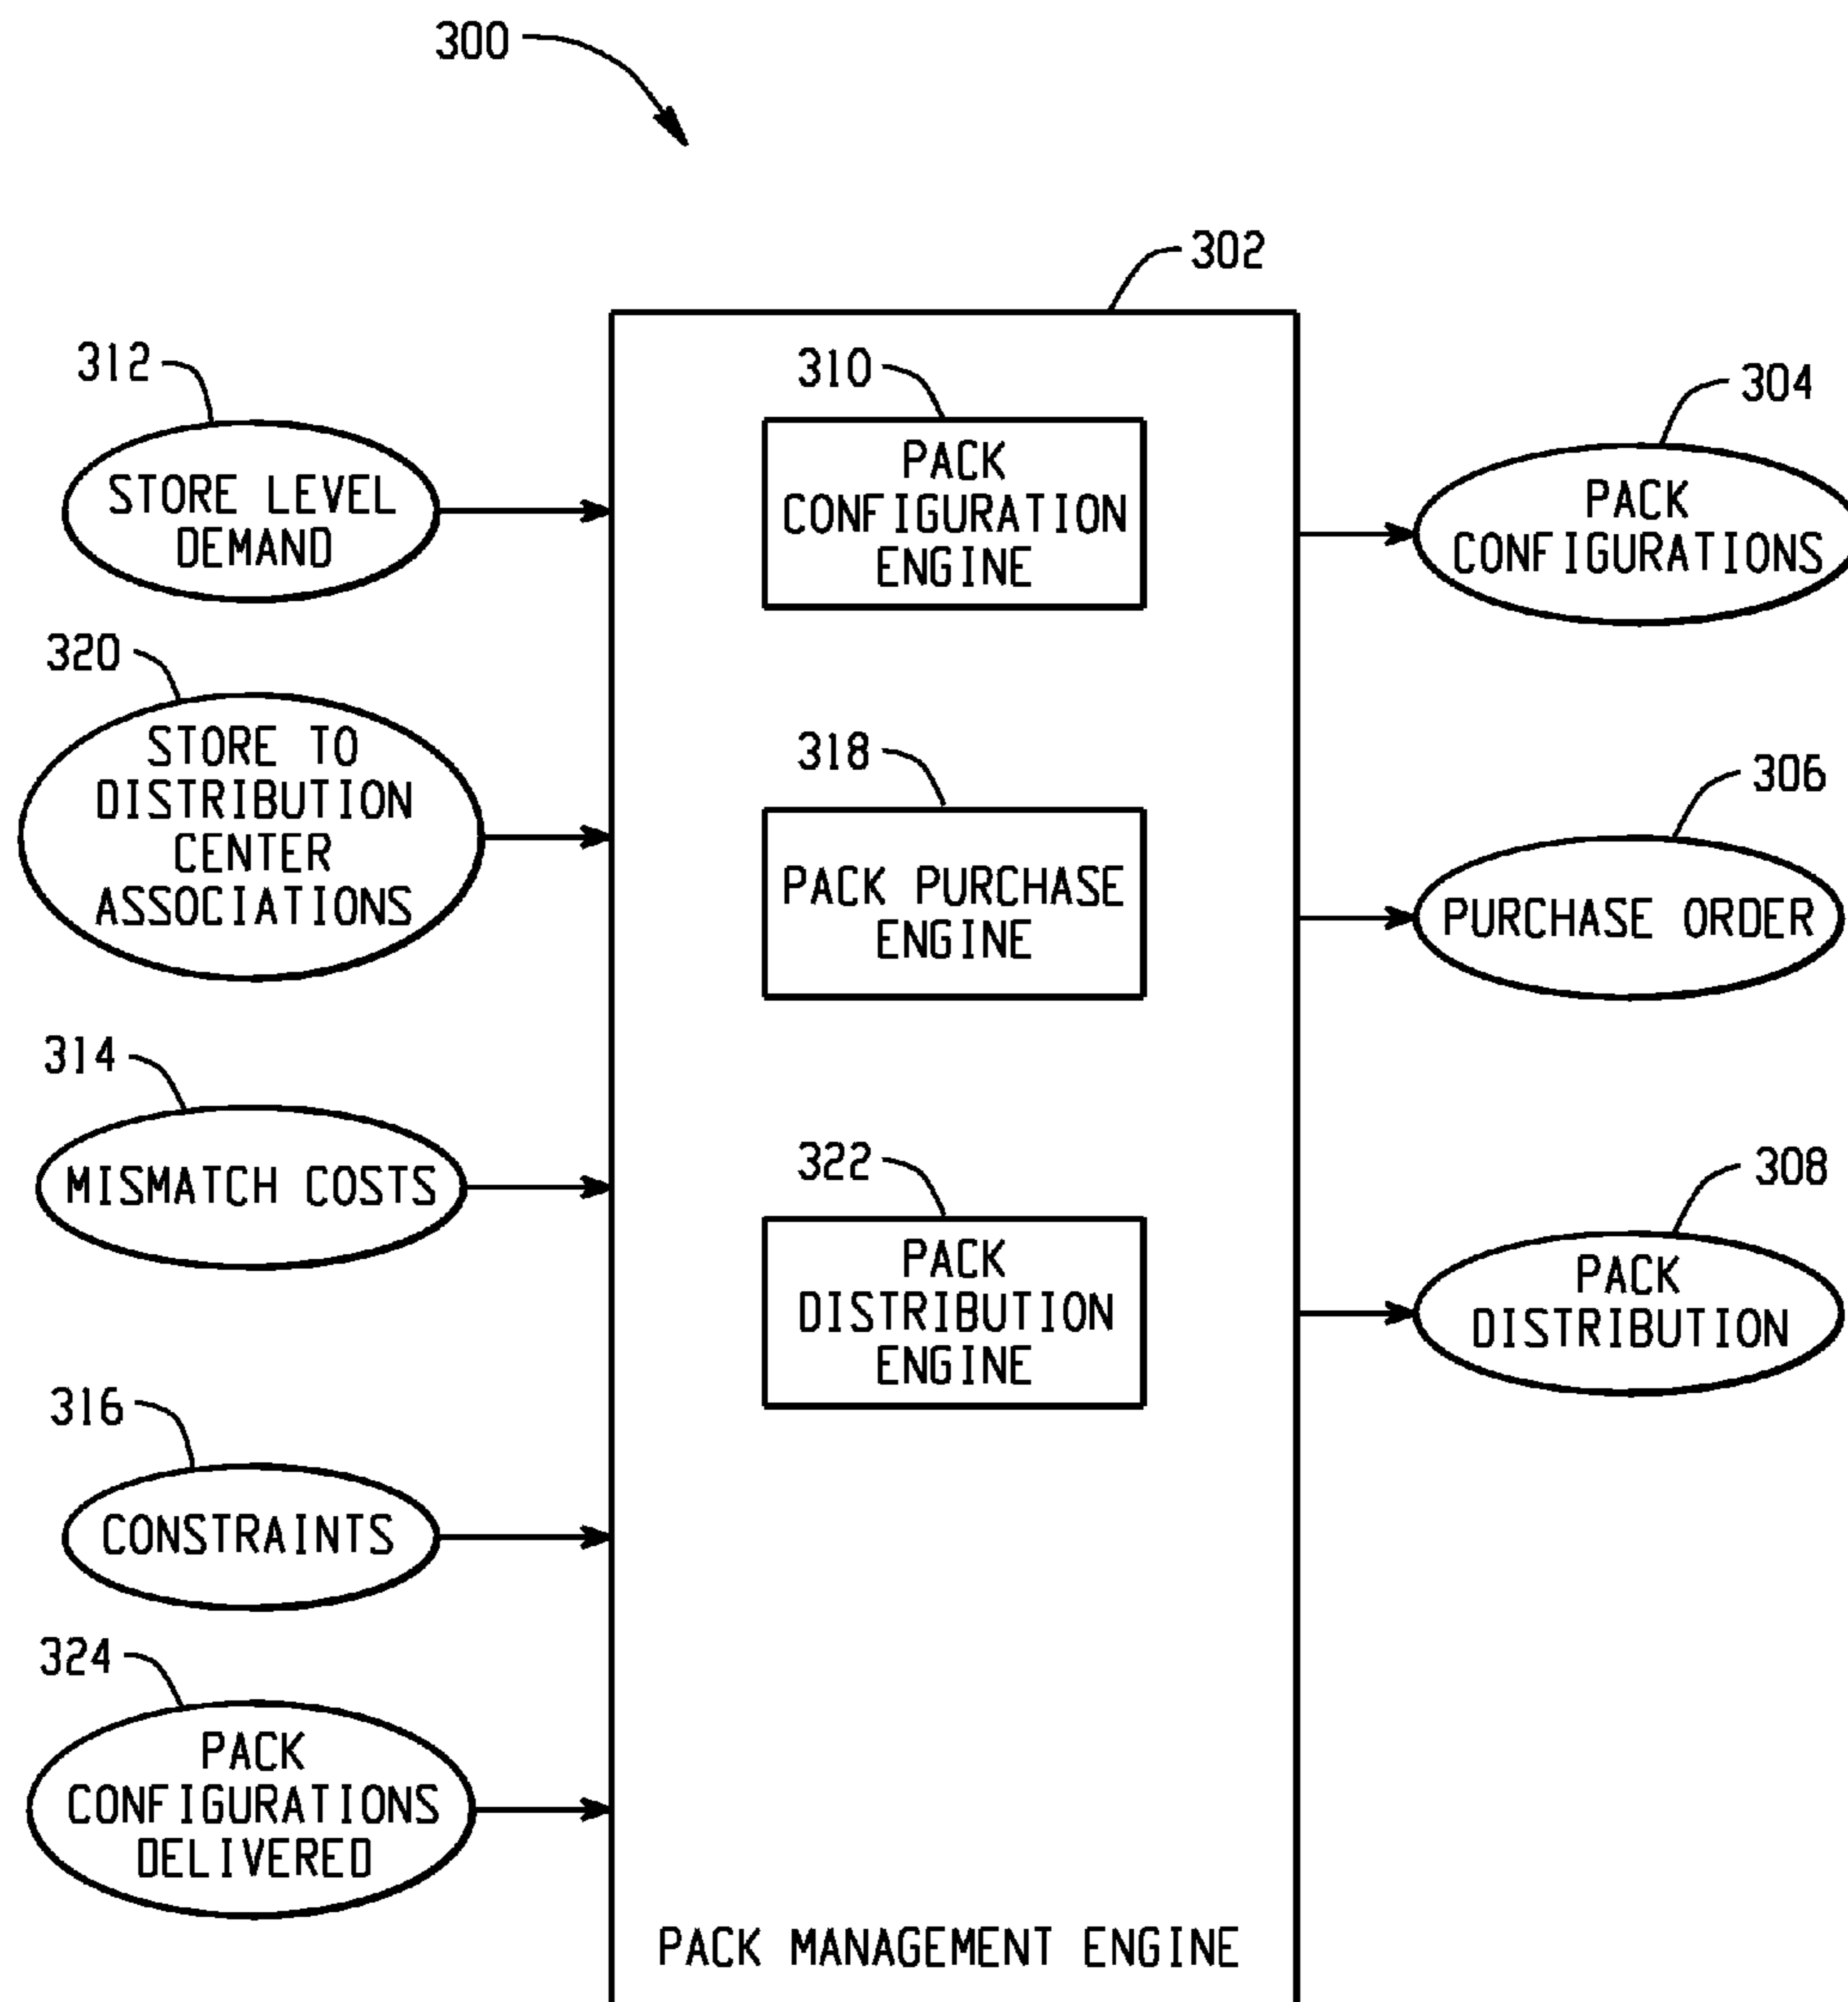 300
302
312
STORE LEVEL
DEMAND
320
STORE TO
DISTRIBUTION
CENTER
ASSOCIATIONS
314
MISMATCH COSTS
316
CONSTRAINTS
324
PACK
CONFIGURATIONS
DELIVERED
310
PACK
CONFIGURATION
ENGINE
318
PACK PURCHASE
ENGINE
322
PACK
DISTRIBUTION
ENGINE
PACK MANAGEMENT ENGINE
304
PACK
CONFIGURATIONS
306
PURCHASE ORDER
308
PACK
DISTRIBUTION